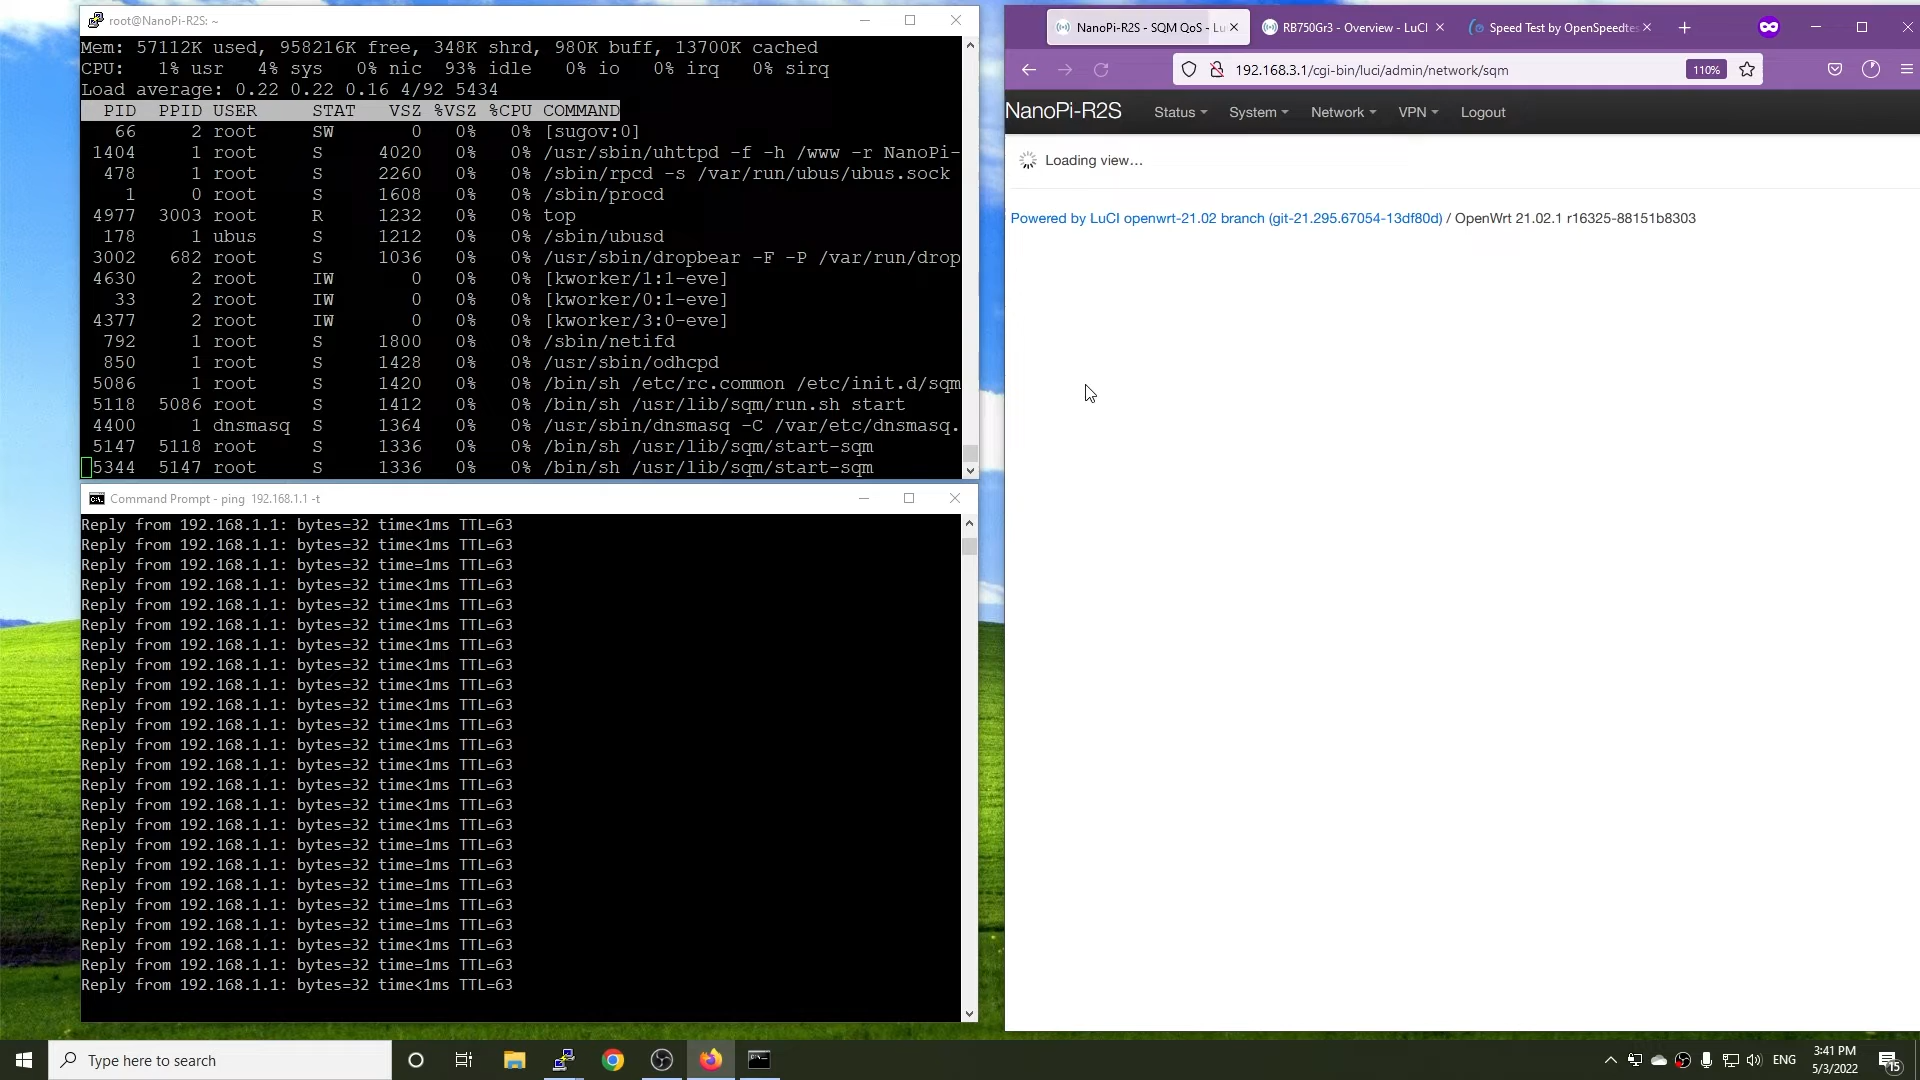 root@NanoPi-R2S: ~
Mem: 57112K used, 958216K free, 348K shrd, 980K buff, 13700K cached
CPU:   1% usr   4% sys   0% nic  93% idle   0% io   0% irq   0% sirq
Load average: 0.22 0.22 0.16 4/92 5434
PID  PPID USER     STAT   VSZ %VSZ %CPU COMMAND
66     2 root     SW       0   0%   0% [sugov:0]
1404     1 root     S     4020   0%   0% /usr/sbin/uhttpd -f -h /www -r NanoPi-
478     1 root     S     2260   0%   0% /sbin/rpcd -s /var/run/ubus/ubus.sock
1     0 root     S     1608   0%   0% /sbin/procd
4977  3003 root     R     1232   0%   0% top
178     1 ubus     S     1212   0%   0% /sbin/ubusd
3002   682 root     S     1036   0%   0% /usr/sbin/dropbear -F -P /var/run/drop
4630     2 root     IW       0   0%   0% [kworker/1:1-eve]
33     2 root     IW       0   0%   0% [kworker/0:1-eve]
4377     2 root     IW       0   0%   0% [kworker/3:0-eve]
792     1 root     S     1800   0%   0% /sbin/netifd
850     1 root     S     1428   0%   0% /usr/sbin/odhcpd
5086     1 root     S     1420   0%   0% /bin/sh /etc/rc.common /etc/init.d/sqm
5118  5086 root     S     1412   0%   0% /bin/sh /usr/lib/sqm/run.sh start
4400     1 dnsmasq  S     1364   0%   0% /usr/sbin/dnsmasq -C /var/etc/dnsmasq.
5147  5118 root     S     1336   0%   0% /bin/sh /usr/lib/sqm/start-sqm
5344  5147 root     S     1336   0%   0% /bin/sh /usr/lib/sqm/start-sqm
Command Prompt - ping  192.168.1.1 -t
Reply from 192.168.1.1: bytes=32 time<1ms TTL=63
Reply from 192.168.1.1: bytes=32 time<1ms TTL=63
Reply from 192.168.1.1: bytes=32 time=1ms TTL=63
Reply from 192.168.1.1: bytes=32 time<1ms TTL=63
Reply from 192.168.1.1: bytes=32 time<1ms TTL=63
Reply from 192.168.1.1: bytes=32 time<1ms TTL=63
Reply from 192.168.1.1: bytes=32 time<1ms TTL=63
Reply from 192.168.1.1: bytes=32 time<1ms TTL=63
Reply from 192.168.1.1: bytes=32 time<1ms TTL=63
Reply from 192.168.1.1: bytes=32 time<1ms TTL=63
Reply from 192.168.1.1: bytes=32 time<1ms TTL=63
Reply from 192.168.1.1: bytes=32 time<1ms TTL=63
Reply from 192.168.1.1: bytes=32 time<1ms TTL=63
Reply from 192.168.1.1: bytes=32 time<1ms TTL=63
Reply from 192.168.1.1: bytes=32 time<1ms TTL=63
Reply from 192.168.1.1: bytes=32 time<1ms TTL=63
Reply from 192.168.1.1: bytes=32 time=1ms TTL=63
Reply from 192.168.1.1: bytes=32 time<1ms TTL=63
Reply from 192.168.1.1: bytes=32 time=1ms TTL=63
Reply from 192.168.1.1: bytes=32 time<1ms TTL=63
Reply from 192.168.1.1: bytes=32 time=1ms TTL=63
Reply from 192.168.1.1: bytes=32 time<1ms TTL=63
Reply from 192.168.1.1: bytes=32 time=1ms TTL=63
Reply from 192.168.1.1: bytes=32 time<1ms TTL=63
NanoPi-R2S - SQM QoS - Lu
RB750Gr3 - Overview - LuCI
Speed Test by OpenSpeedtes
192.168.3.1/cgi-bin/luci/admin/network/sqm
110%
NanoPi-R2S Status System Network VPN Logout
Loading view…
Powered by LuCI openwrt-21.02 branch (git-21.295.67054-13df80d) / OpenWrt 21.02.1 r16325-88151b8303
Type here to search
ENG
3:41 PM
5/3/2022
15